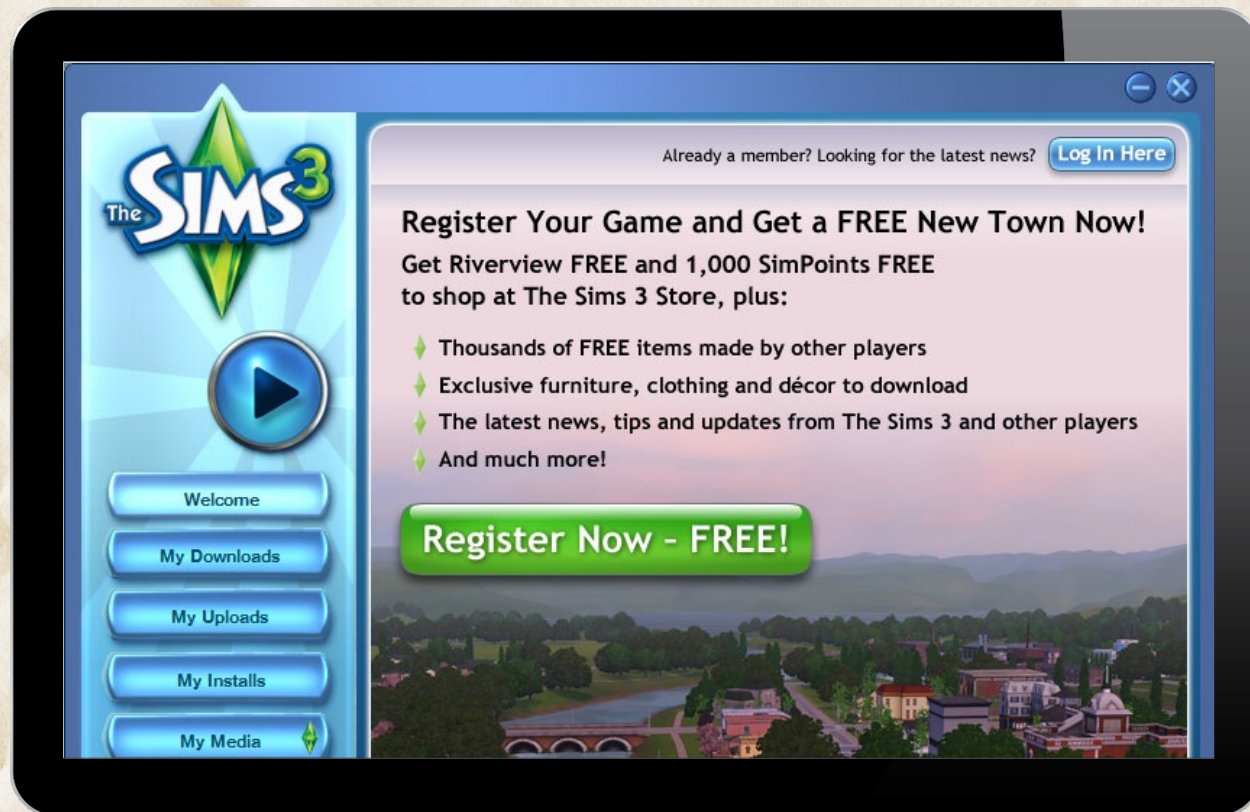 The SIMS 3
Already a member? Looking for the latest news? Log In Here
Register Your Game and Get a FREE New Town Now!
Get Riverview FREE and 1,000 SimPoints FREE
to shop at The Sims 3 Store, plus:
Thousands of FREE items made by other players
Exclusive furniture, clothing and décor to download
The latest news, tips and updates from The Sims 3 and other players
And much more!
Register Now – FREE!
Welcome
My Downloads
My Uploads
My Installs
My Media